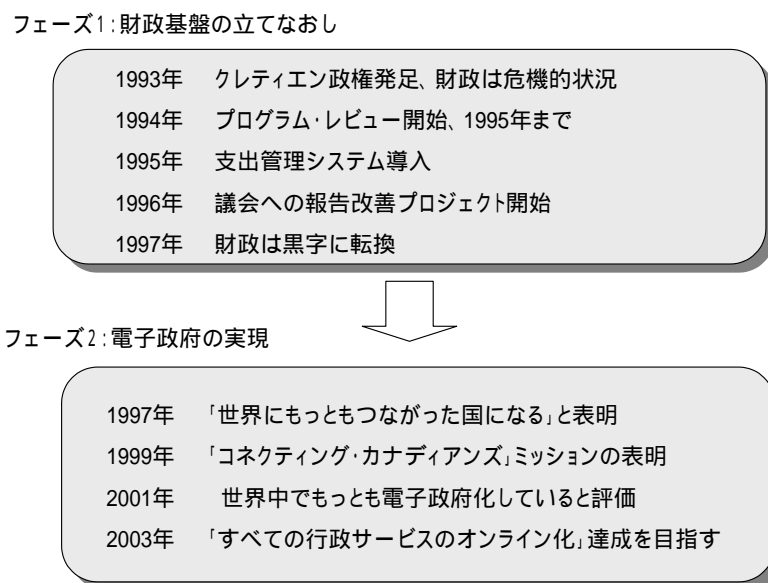 フェーズ1:財政基盤の立てなおし
1993年 クレティエン政権発足、財政は危機的状況
1994年 プログラム・レビュー開始、1995年まで
1995年 支出管理システム導入
1996年 議会への報告改善プロジェクト開始
1997年 財政は黒字に転換
フェーズ2:電子政府の実現
1997年 「世界にもっともつながった国になる」と表明
1999年 「コネクティング・カナディアンズ」ミッションの表明
2001年 世界中でもっとも電子政府化していると評価
2003年 「すべての行政サービスのオンライン化」達成を目指す